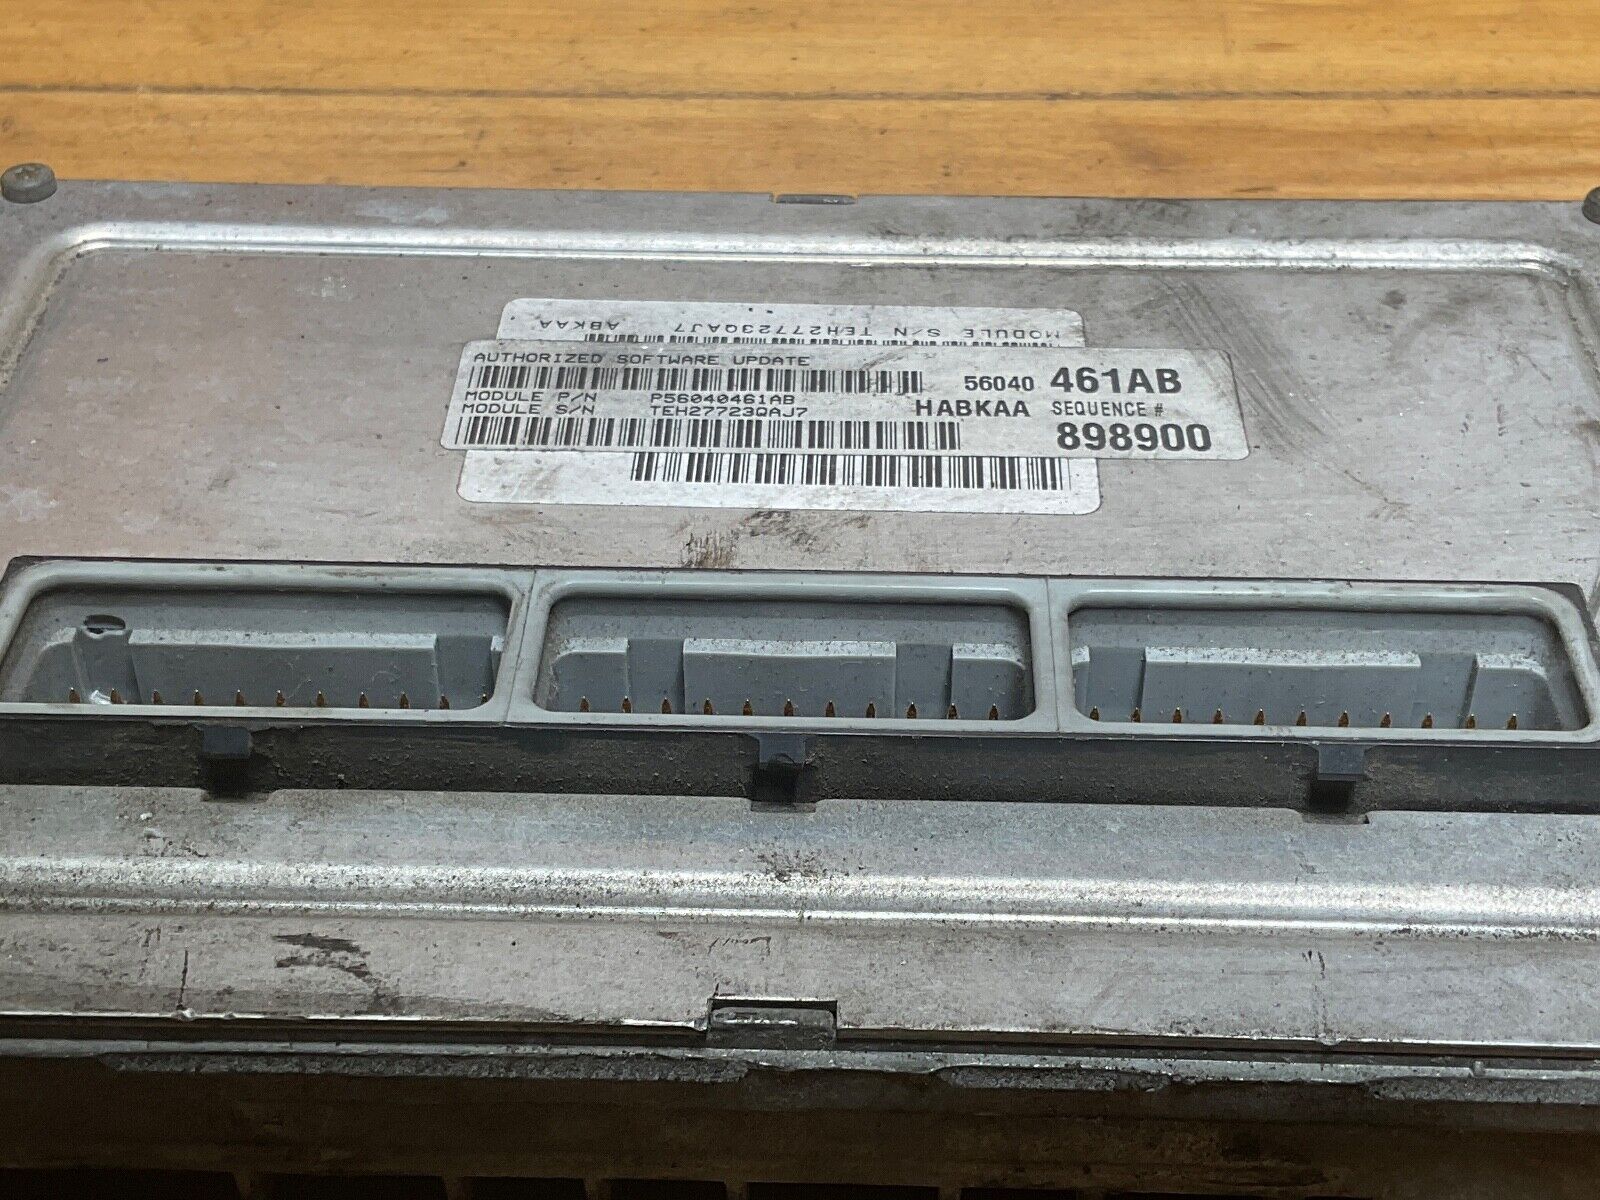 MODULE S/N TEH27723QAJ7 ABKAA
AUTHORIZED SOFTWARE UPDATE
56040 461AB
MODULE P/N P56040461AB
MODULE S/N TEH27723QAJ7
HABKAA SEQUENCE #
898900